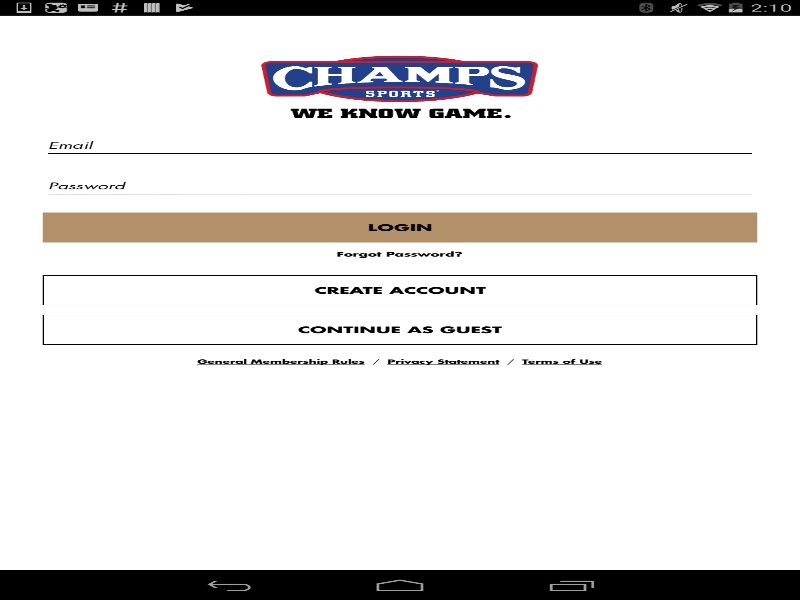 2:10
CHAMPS
SPORTS
WE KNOW GAME.
Email
Password
LOGIN
Forgot Password?
CREATE ACCOUNT
CONTINUE AS GUEST
General Membership Rules / Privacy Statement / Terms of Use